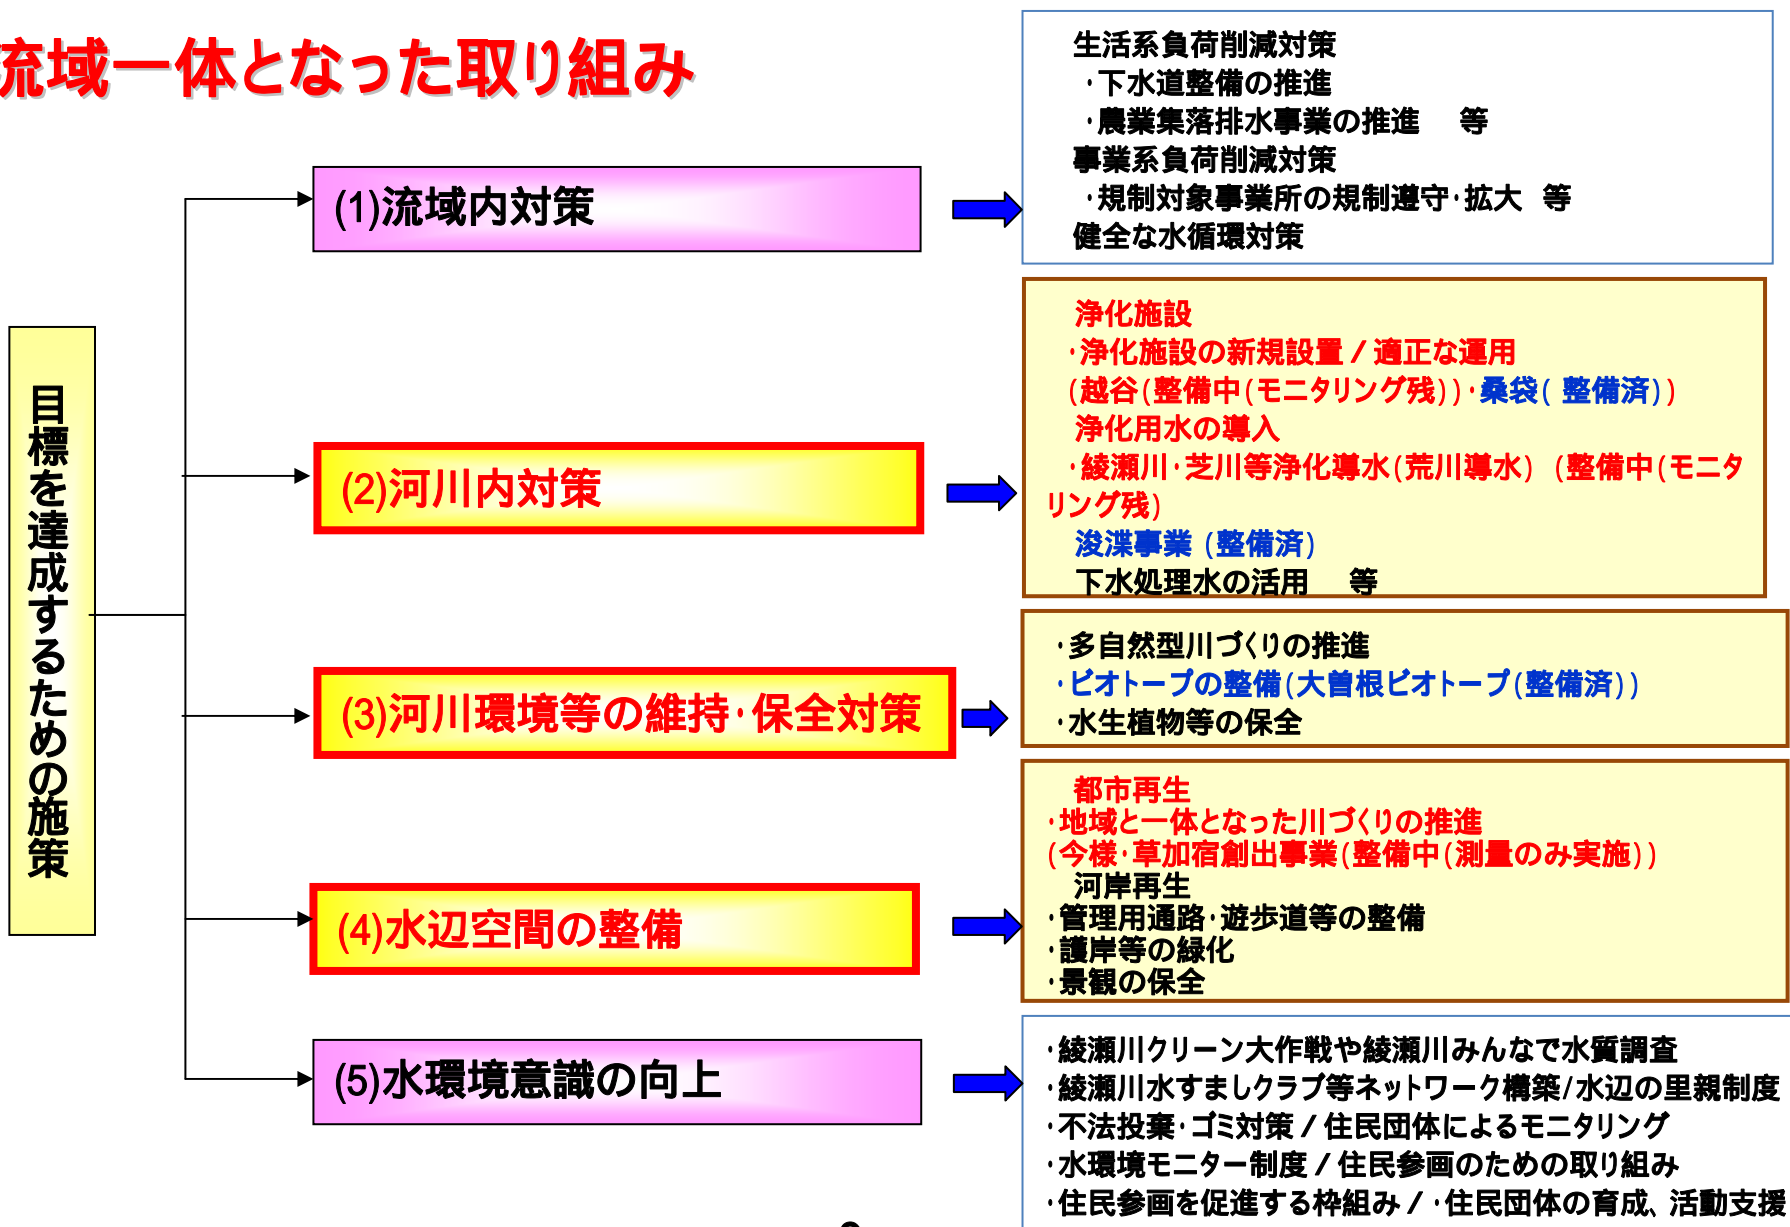 流域一体となった取り組み
目標を達成するための施策
(1)流域内対策
生活系負荷削減対策
・下水道整備の推進
・農業集落排水事業の推進　等
事業系負荷削減対策
・規制対象事業所の規制遵守・拡大　等
健全な水循環対策
(2)河川内対策
浄化施設
・浄化施設の新規設置／適正な運用
(越谷(整備中(モニタリング残))・桑袋( 整備済))
浄化用水の導入
・綾瀬川・芝川等浄化導水(荒川導水) (整備中(モニタ
リング残)
浚渫事業 (整備済)
下水処理水の活用　等
(3)河川環境等の維持・保全対策
・多自然型川づくりの推進
・ビオトープの整備(大曽根ビオトープ(整備済))
・水生植物等の保全
(4)水辺空間の整備
都市再生
・地域と一体となった川づくりの推進
(今様・草加宿創出事業(整備中(測量のみ実施))
河岸再生
・管理用通路・遊歩道等の整備
・護岸等の緑化
・景観の保全
(5)水環境意識の向上
・綾瀬川クリーン大作戦や綾瀬川みんなで水質調査
・綾瀬川水すましクラブ等ネットワーク構築/水辺の里親制度
・不法投棄・ゴミ対策／住民団体によるモニタリング
・水環境モニター制度／住民参画のための取り組み
・住民参画を促進する枠組み／・住民団体の育成、活動支援